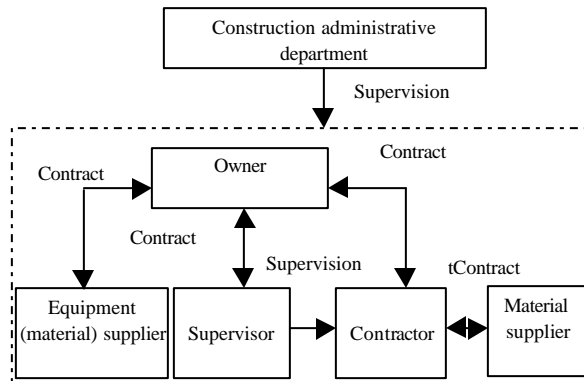 Construction administrative
department
Supervision
Contract
Contract
Owner
Contract
Supervision
tContract
Equipment
(material) supplier
Supervisor
Contractor
Material
supplier